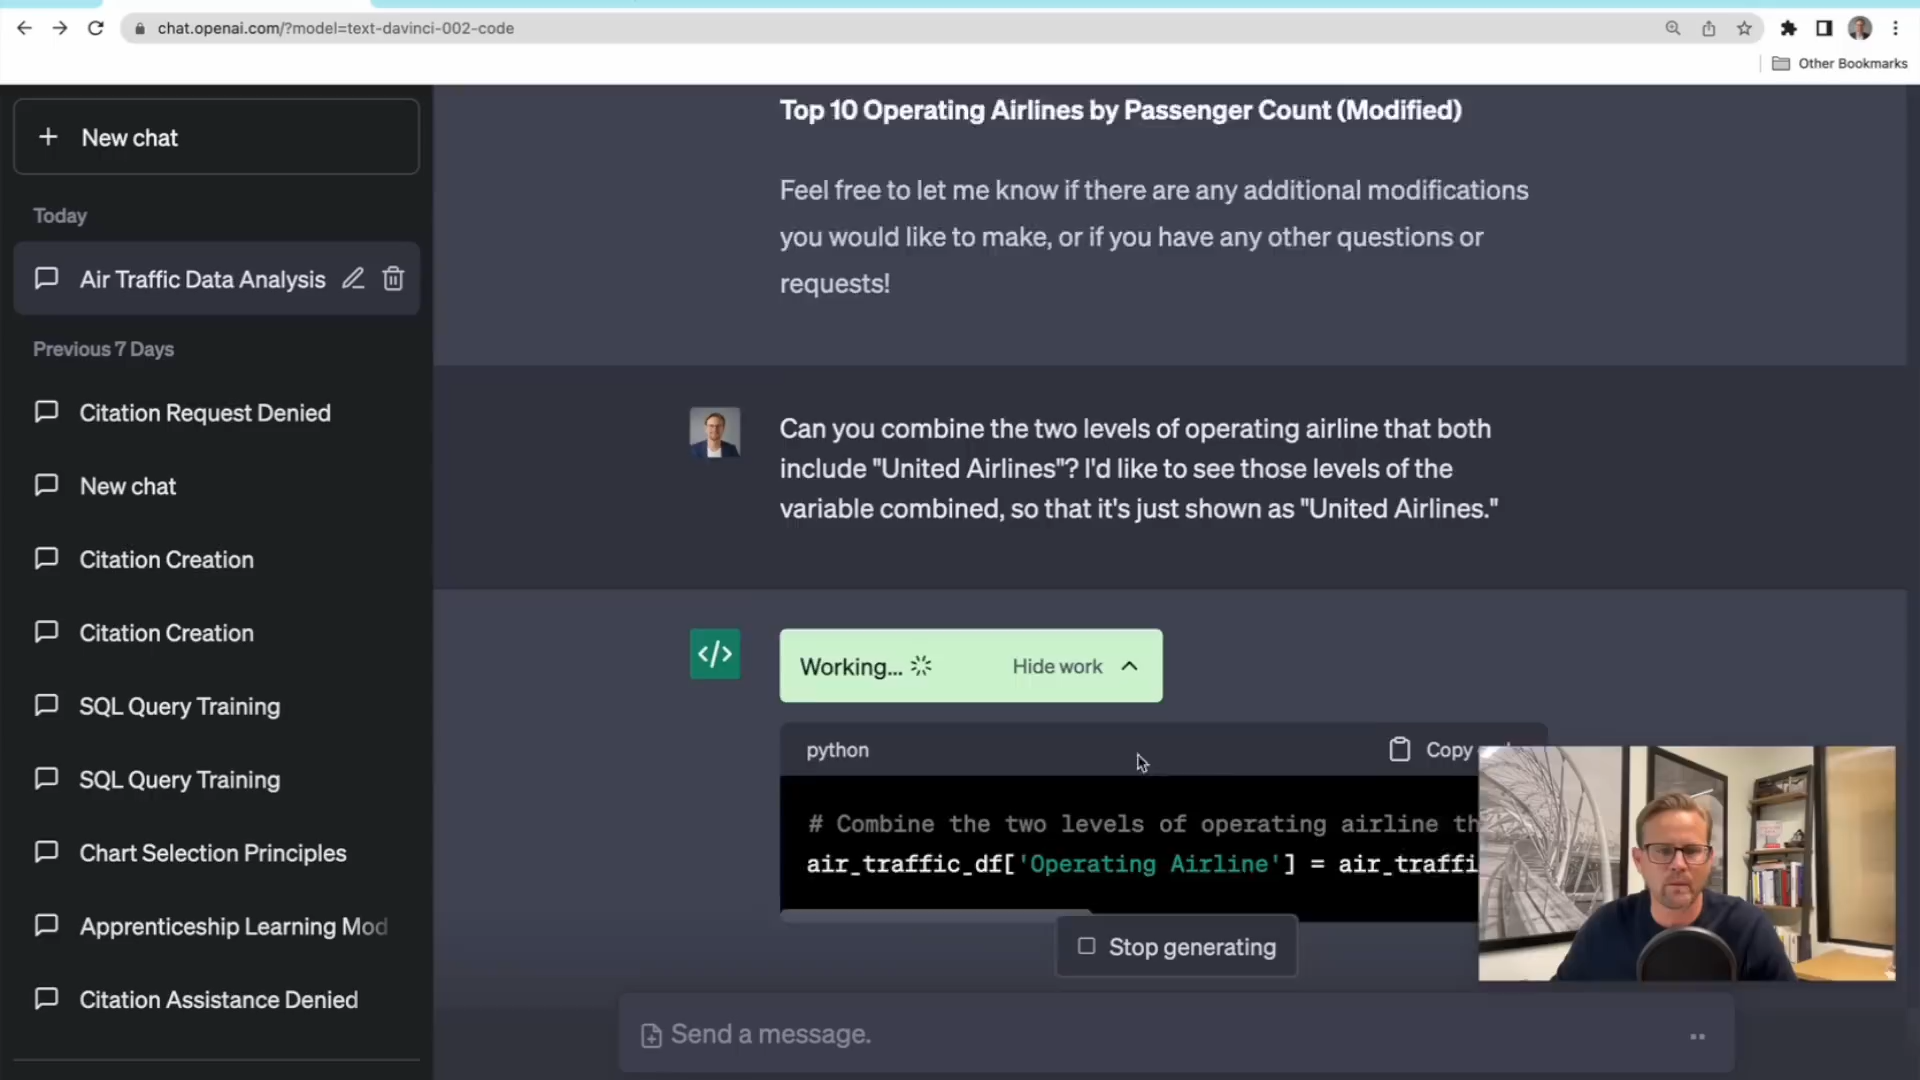 chat.openai.com/?model=text-davinci-002-code
Other Bookmarks
New chat
Today
Air Traffic Data Analysis
Previous 7 Days
Citation Request Denied
New chat
Citation Creation
Citation Creation
SQL Query Training
SQL Query Training
Chart Selection Principles
Apprenticeship Learning Mod
Citation Assistance Denied
Top 10 Operating Airlines by Passenger Count (Modified)
Feel free to let me know if there are any additional modifications
you would like to make, or if you have any other questions or
requests!
Can you combine the two levels of operating airline that both
include "United Airlines"? I'd like to see those levels of the
variable combined, so that it's just shown as "United Airlines."
</>
Working...
Hide work
python
Copy
# Combine the two levels of operating airline th
air_traffic_df['Operating Airline'] = air_traffi
Stop generating
Send a message.